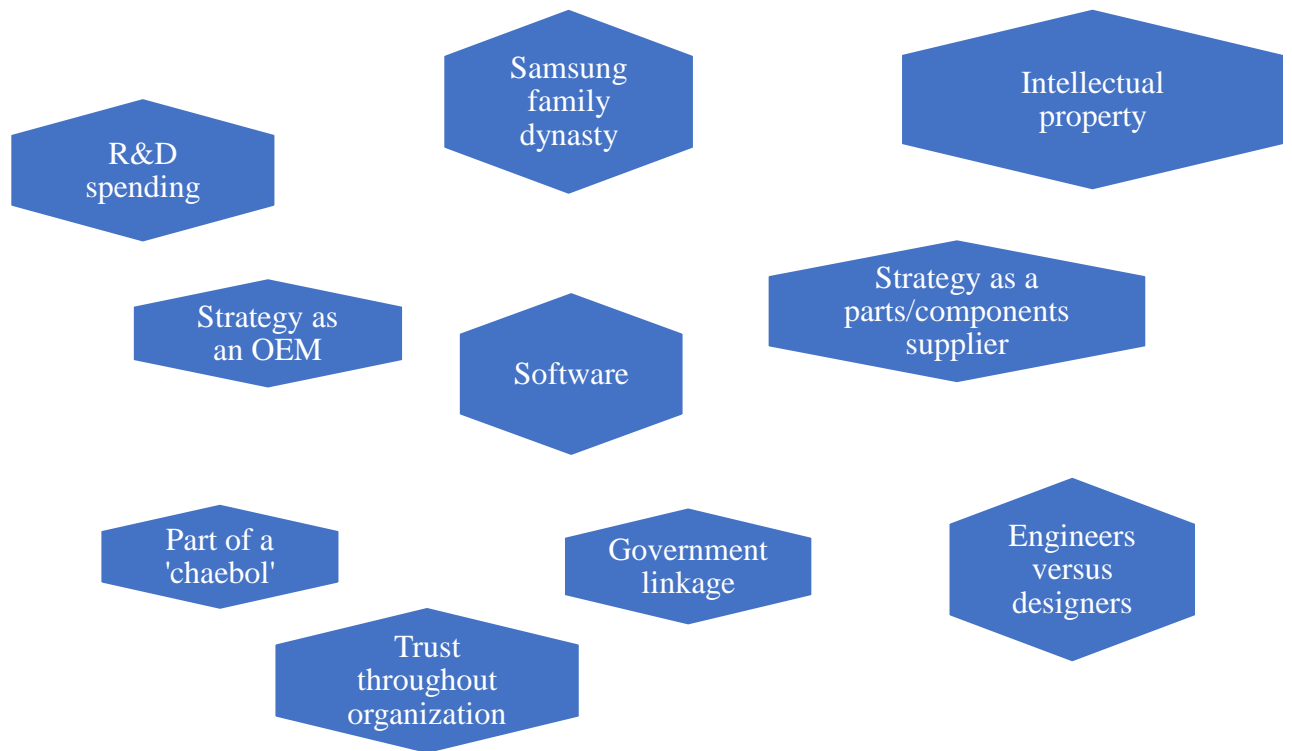 Samsung
family
dynasty
Intellectual
property
R&D
spending
Strategy as
an OEM
Software
Strategy as a
parts/components
supplier
Part of a
'chaebol'
Government
linkage
Engineers
versus
designers
Trust
throughout
organization